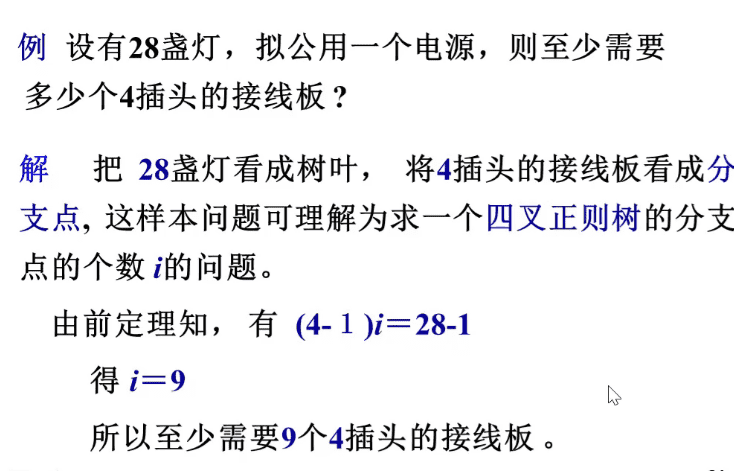 例 设有28盏灯，拟公用一个电源，则至少需要
多少个4插头的接线板？
解 把 28盏灯看成树叶， 将4插头的接线板看成分
支点, 这样本问题可理解为求一个四叉正则树的分支
点的个数 i的问题。
由前定理知， 有 (4-１)i＝28-1
得 i＝9
所以至少需要9个4插头的接线板 。